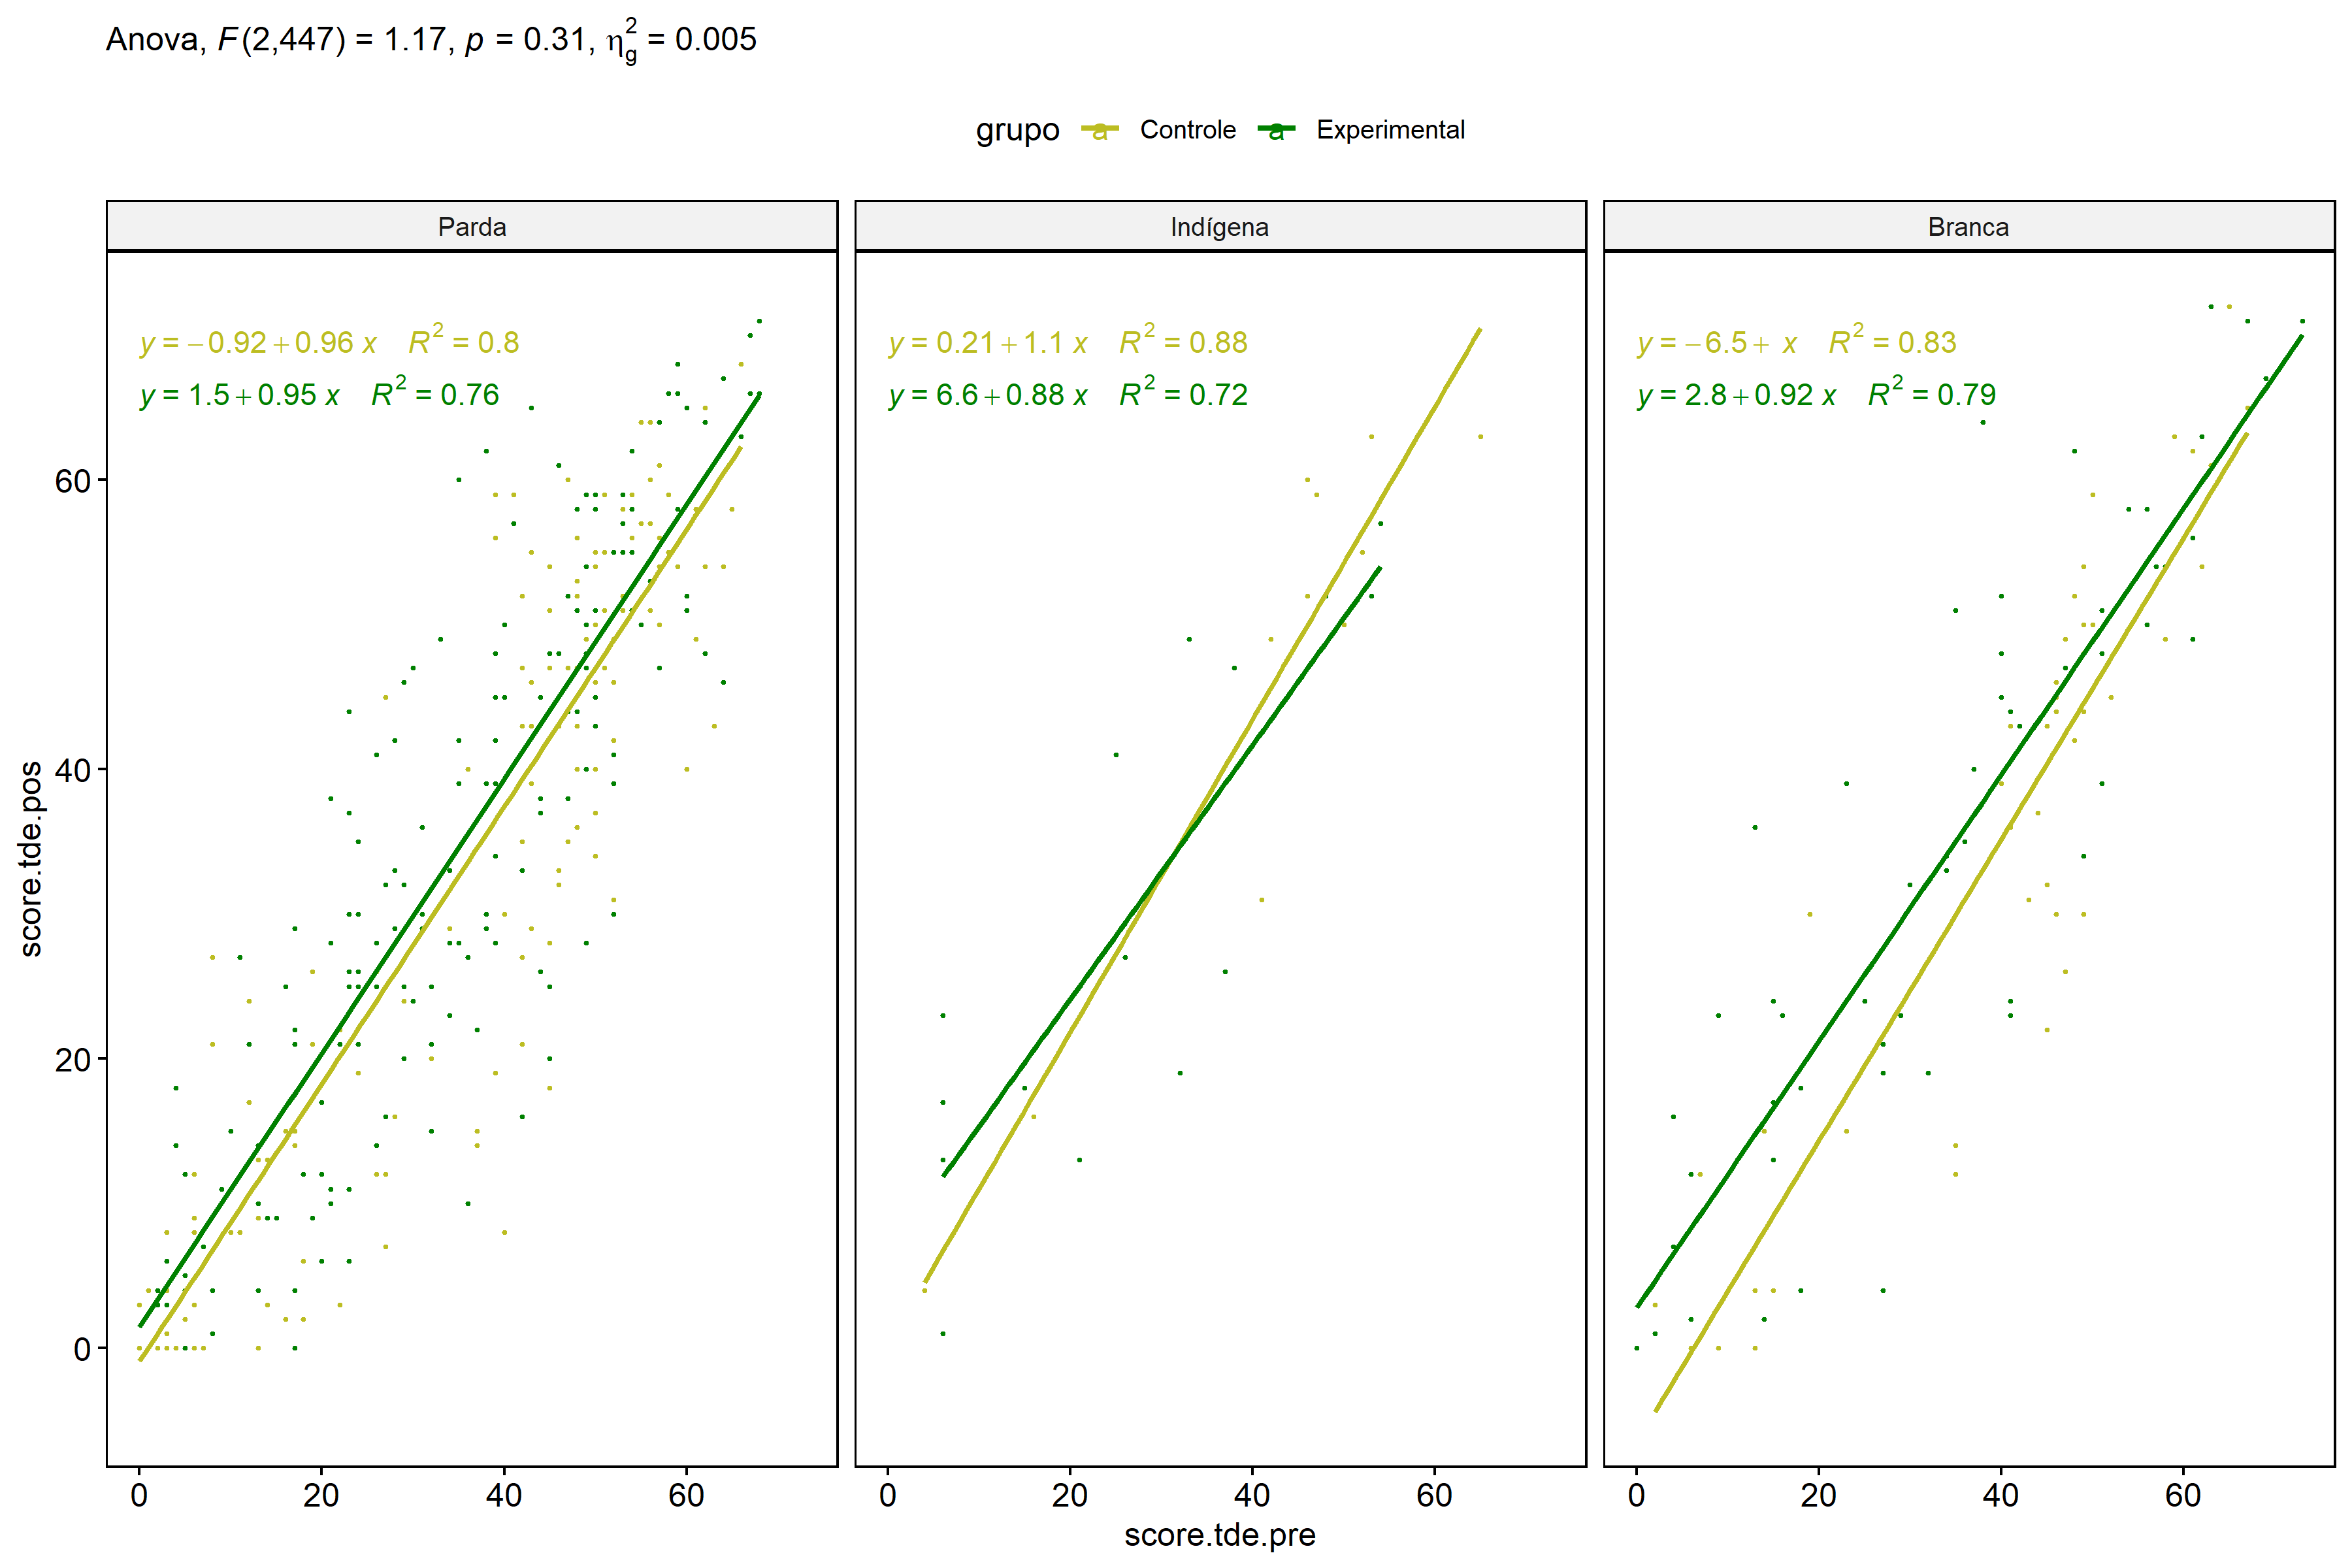 Anova, F(2,447) = 1.17, p = 0.31, η²g = 0.005
grupo a Controle a Experimental
Parda Indígena Branca
y = −0.92 + 0.96 x R² = 0.8
y = 1.5 + 0.95 x R² = 0.76
y = 0.21 + 1.1 x R² = 0.88
y = 6.6 + 0.88 x R² = 0.72
y = −6.5 + x R² = 0.83
y = 2.8 + 0.92 x R² = 0.79
score.tde.pos
60
40
20
0
0 20 40 60 0 20 40 60 0 20 40 60
score.tde.pre